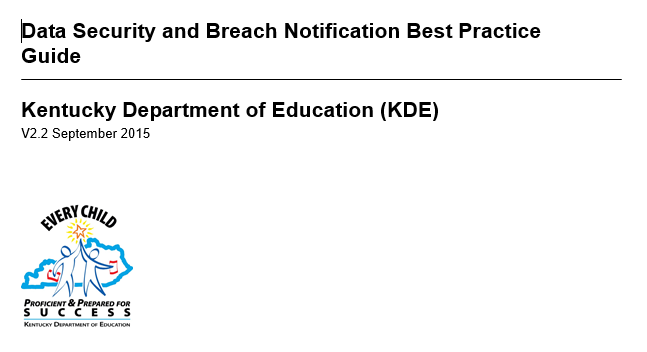 Data Security and Breach Notification Best Practice
Guide
Kentucky Department of Education (KDE)
V2.2 September 2015
EVERY CHILD
PROFICIENT & PREPARED FOR
SUCCESS
KENTUCKY DEPARTMENT OF EDUCATION